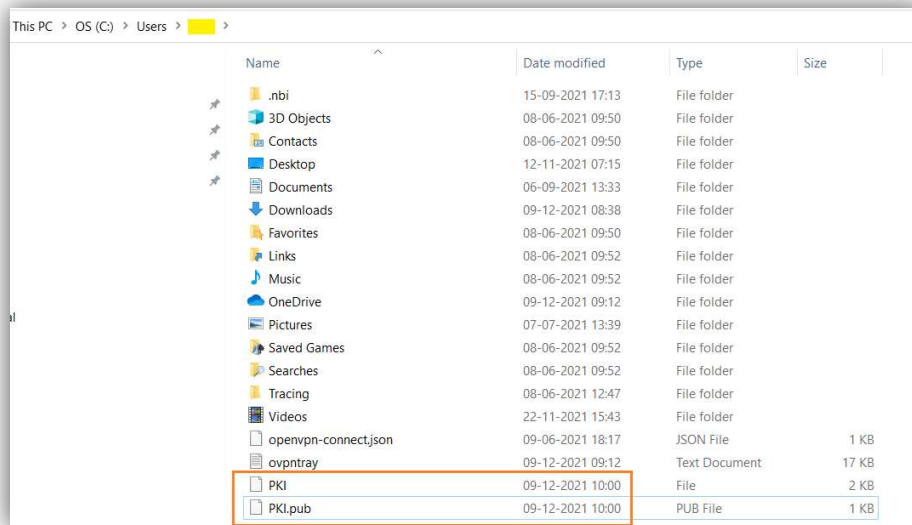 This PC > OS (C:) > Users > >
Name Date modified Type Size
.nbi 15-09-2021 17:13 File folder
3D Objects 08-06-2021 09:50 File folder
Contacts 08-06-2021 09:50 File folder
Desktop 12-11-2021 07:15 File folder
Documents 06-09-2021 13:33 File folder
Downloads 09-12-2021 08:38 File folder
Favorites 08-06-2021 09:50 File folder
Links 08-06-2021 09:52 File folder
Music 08-06-2021 09:52 File folder
OneDrive 09-12-2021 09:12 File folder
al
Pictures 07-07-2021 13:39 File folder
Saved Games 08-06-2021 09:52 File folder
Searches 08-06-2021 09:52 File folder
Tracing 08-06-2021 12:47 File folder
Videos 22-11-2021 15:43 File folder
openvpn-connect.json 09-06-2021 18:17 JSON File 1 KB
ovpntray 09-12-2021 09:12 Text Document 17 KB
PKI 09-12-2021 10:00 File 2 KB
PKI.pub 09-12-2021 10:00 PUB File 1 KB